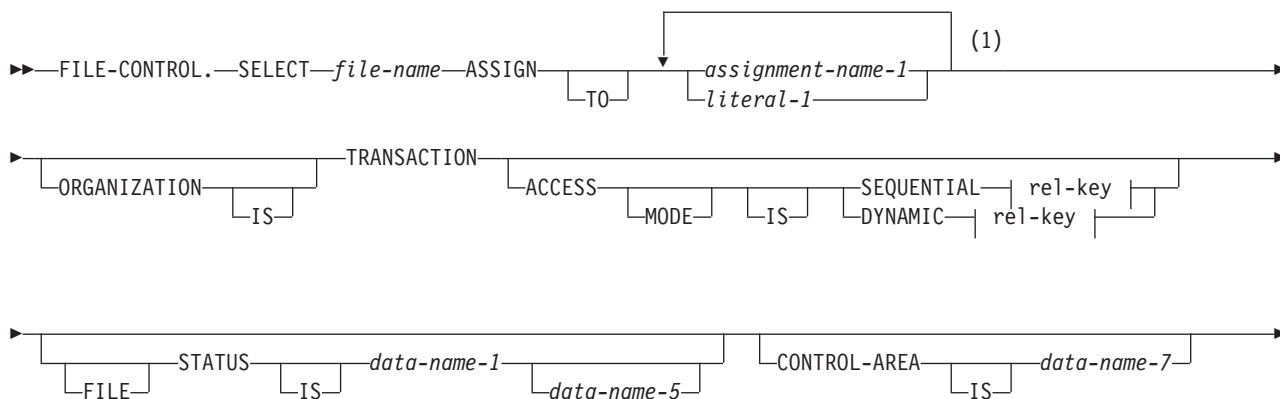 (1)
FILE-CONTROL. SELECT file-name ASSIGN assignment-name-1
TO literal-1
TRANSACTION
ORGANIZATION ACCESS SEQUENTIAL rel-key
IS MODE IS DYNAMIC rel-key
STATUS data-name-1 CONTROL-AREA data-name-7
FILE IS data-name-5 IS